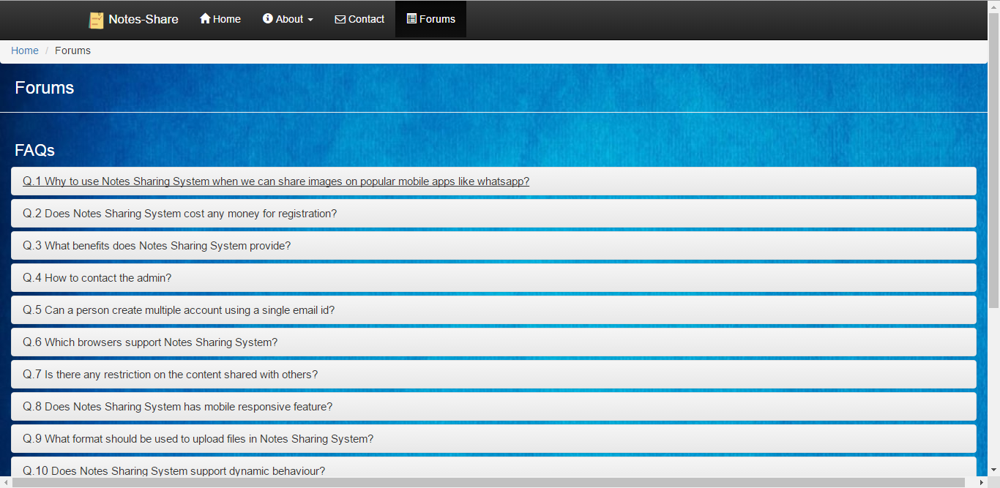 Notes-Share Home About Contact Forums
Home / Forums
Forums
FAQs
Q.1 Why to use Notes Sharing System when we can share images on popular mobile apps like whatsapp?
Q.2 Does Notes Sharing System cost any money for registration?
Q.3 What benefits does Notes Sharing System provide?
Q.4 How to contact the admin?
Q.5 Can a person create multiple account using a single email id?
Q.6 Which browsers support Notes Sharing System?
Q.7 Is there any restriction on the content shared with others?
Q.8 Does Notes Sharing System has mobile responsive feature?
Q.9 What format should be used to upload files in Notes Sharing System?
Q.10 Does Notes Sharing System support dynamic behaviour?